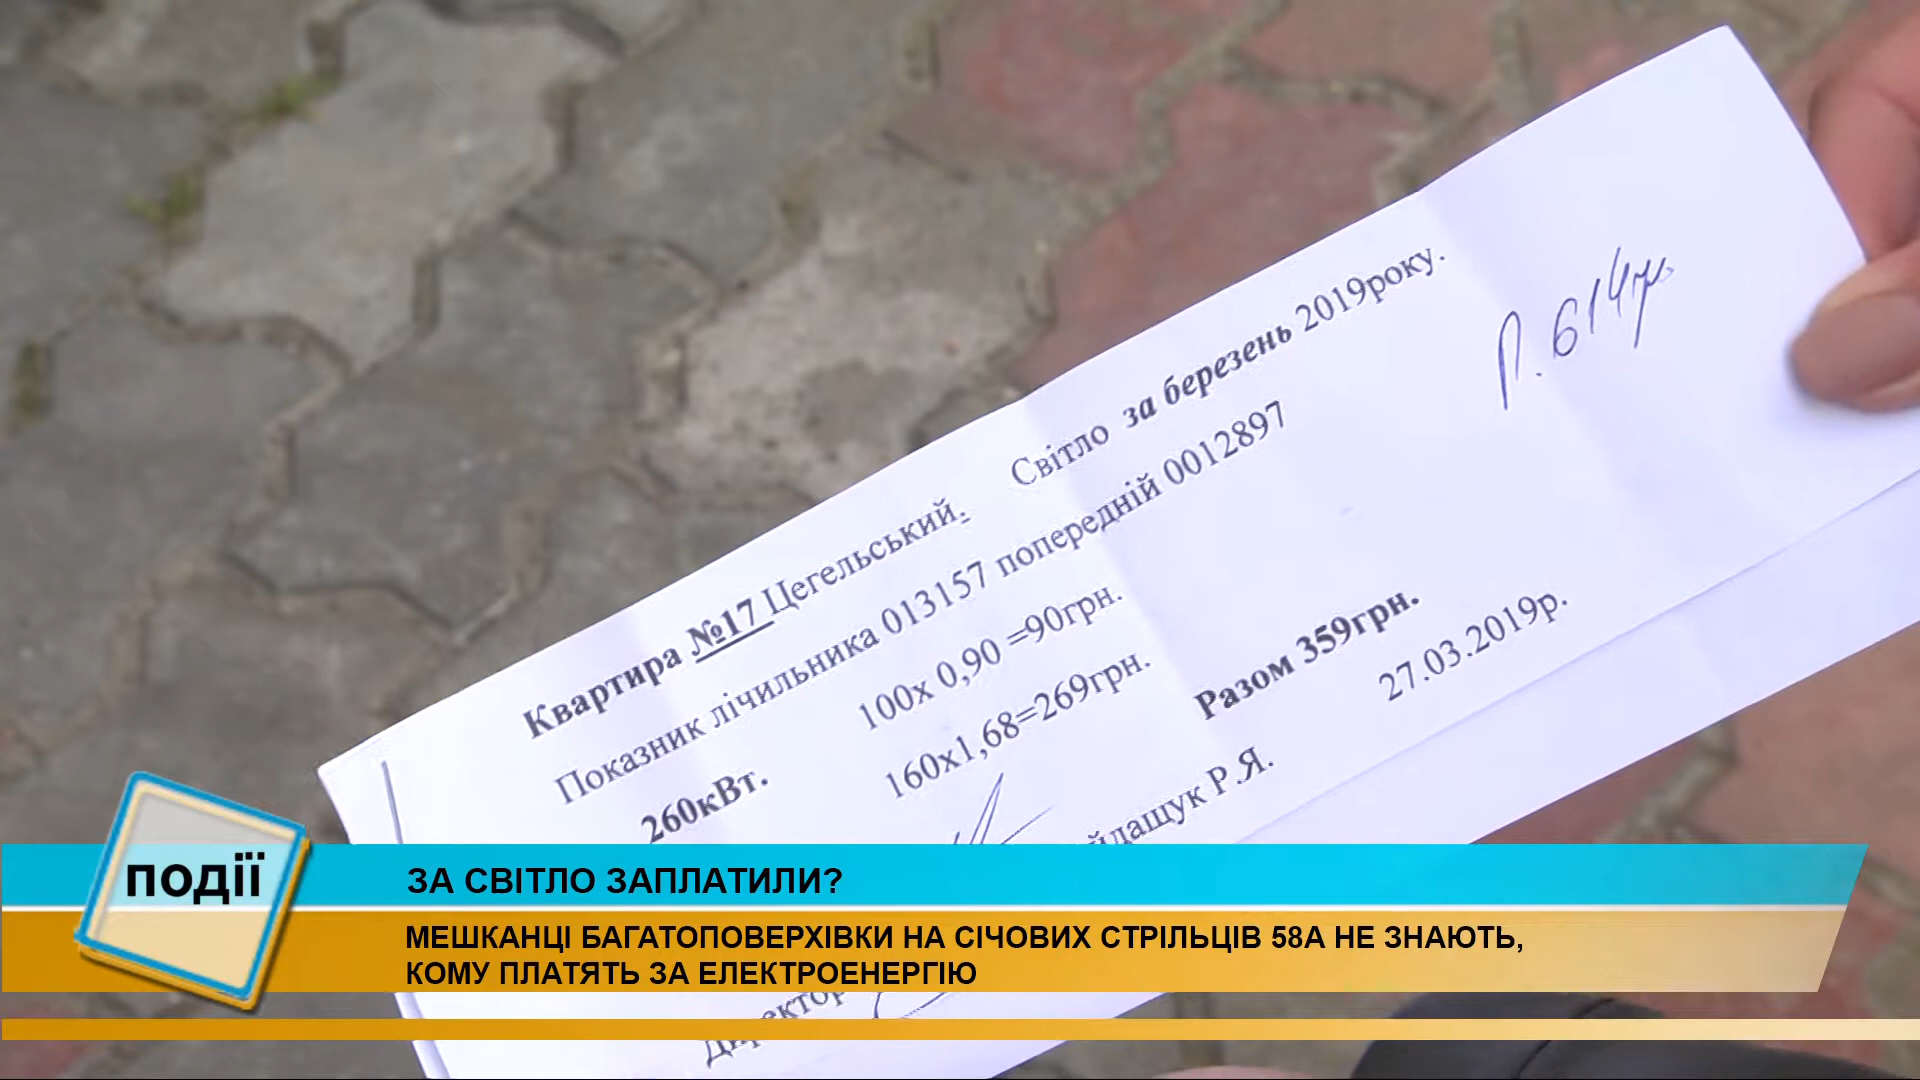 Квартира №17 Цегельський. Світло за березень 2019року.
Показник лічильника 013157 попередній 0012897
260кВт. 100х 0,90 =90грн.
160х1,68=269грн.
Разом 359грн.
27.03.2019р.
Р.Я.
П. 614
події
ЗА СВІТЛО ЗАПЛАТИЛИ?
МЕШКАНЦІ БАГАТОПОВЕРХІВКИ НА СІЧОВИХ СТРІЛЬЦІВ 58А НЕ ЗНАЮТЬ,
КОМУ ПЛАТЯТЬ ЗА ЕЛЕКТРОЕНЕРГІЮ